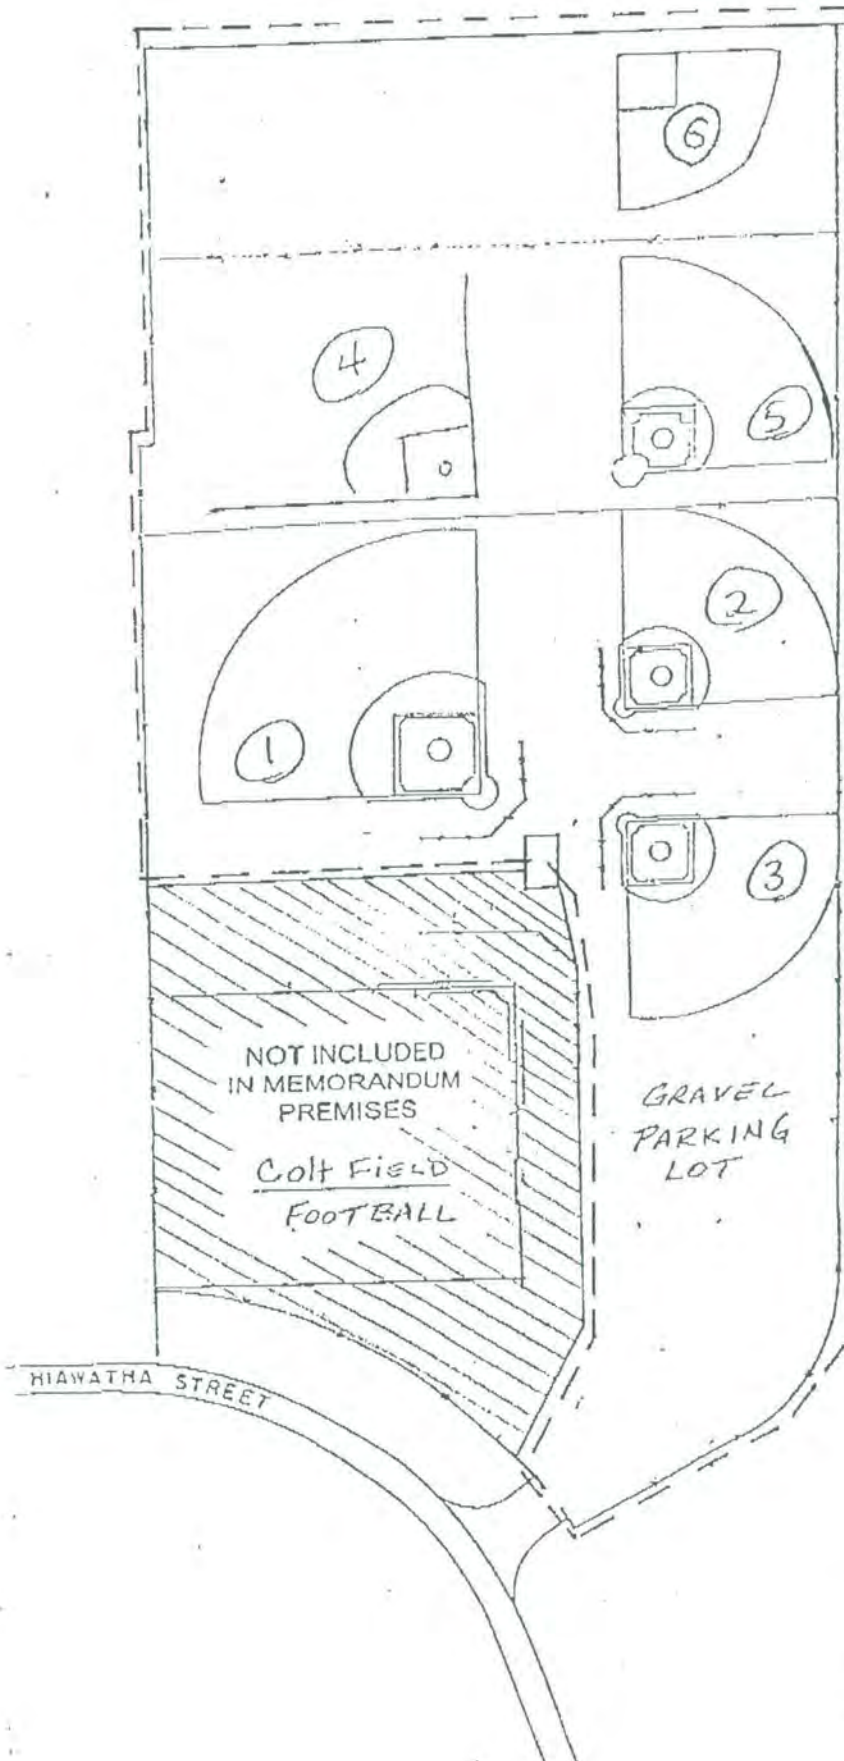 6
4
5
2
1
3
NOT INCLUDED
IN MEMORANDUM
PREMISES
Colt FIELD
FOOTBALL
GRAVEL
PARKING
LOT
HIAWATHA STREET